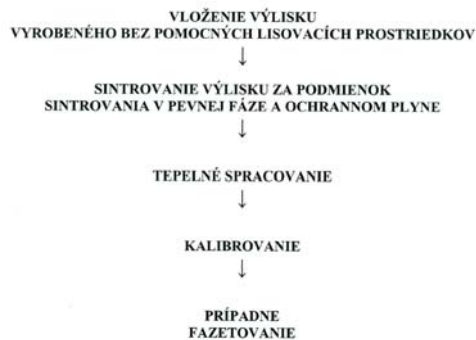 VLOŽENIE VÝLISKU
VYROBENÉHO BEZ POMOCNÝCH LISOVACÍCH PROSTRIEDKOV
↓
SINTROVANIE VÝLISKU ZA PODMIENOK
SINTROVANIA V PEVNEJ FÁZE A OCHRANNOM PLYNE
↓
TEPELNÉ SPRACOVANIE
↓
KALIBROVANIE
↓
PRÍPADNE
FAZETOVANIE